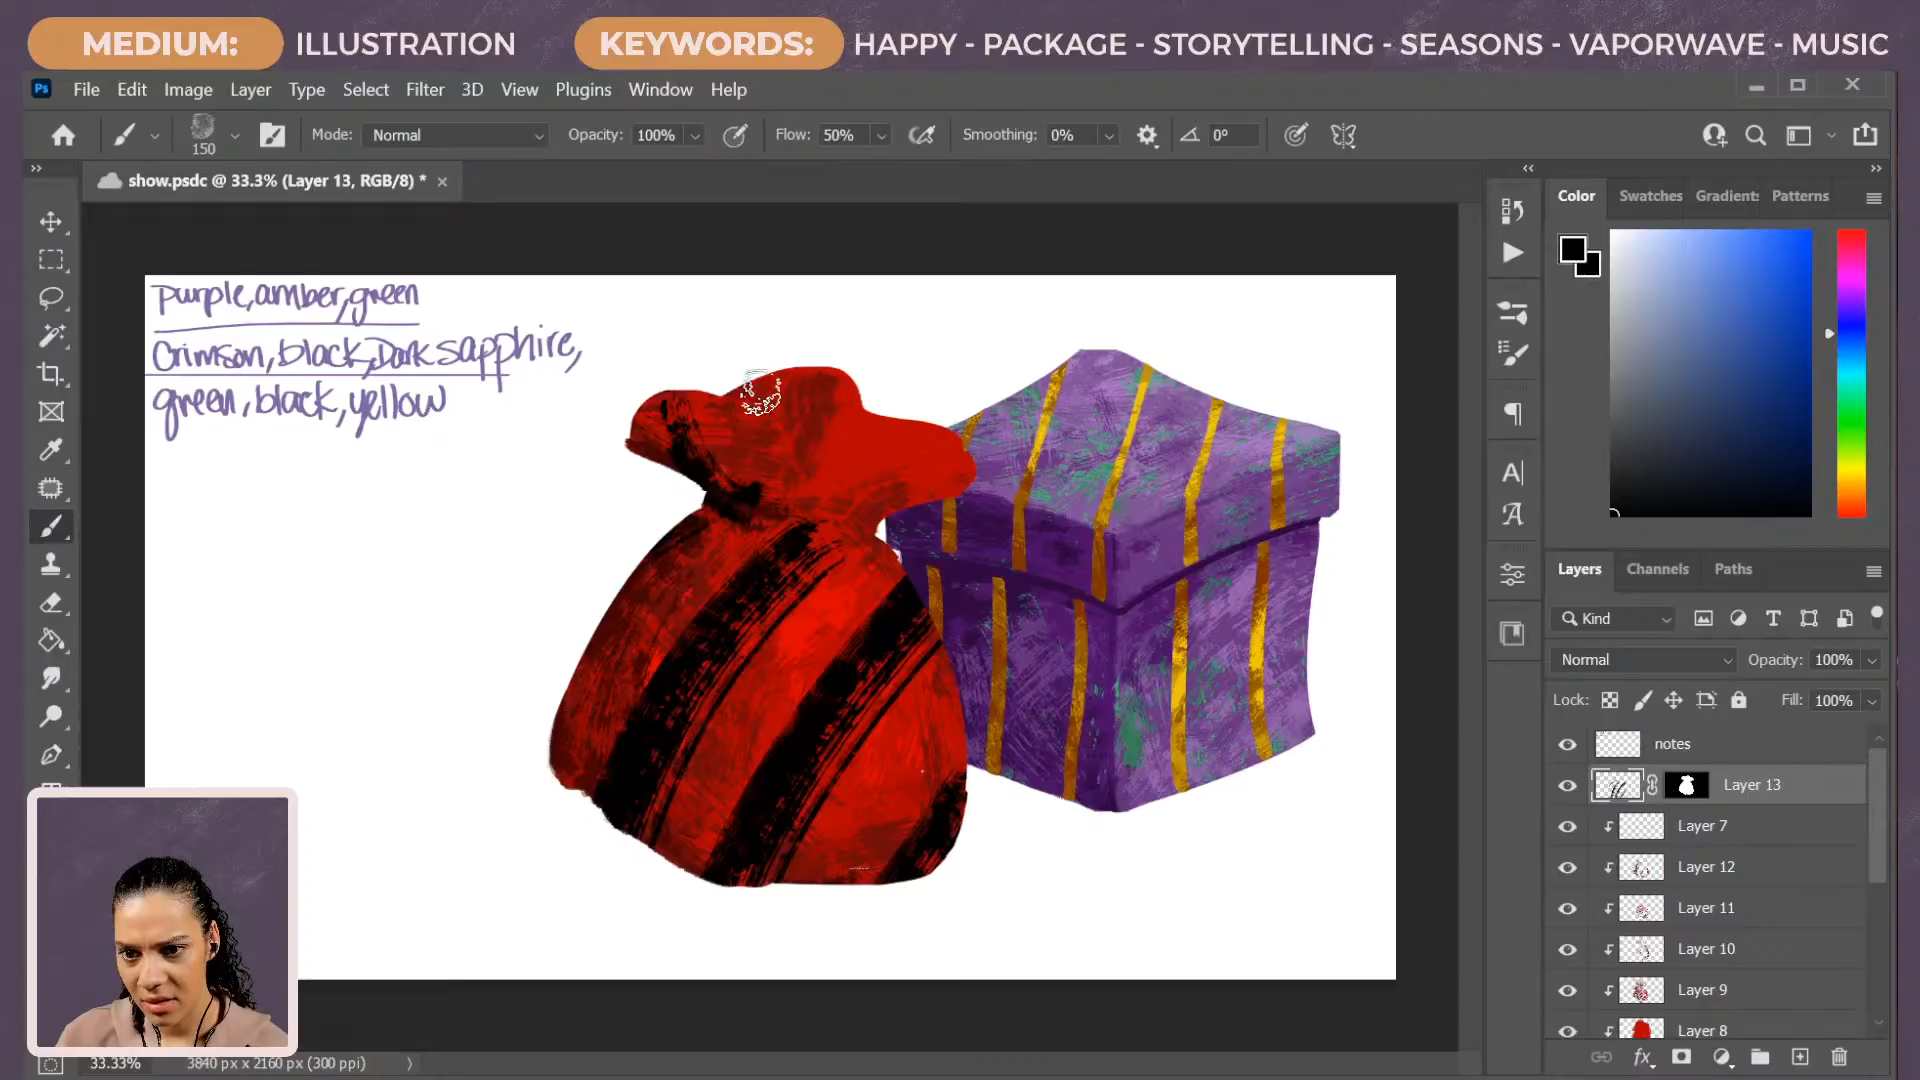 MEDIUM: ILLUSTRATION KEYWORDS: HAPPY - PACKAGE - STORYTELLING - SEASONS - VAPORWAVE - MUSIC
Ps File Edit Image Layer Type Select Filter 3D View Plugins Window Help
150 Mode: Normal Opacity: 100% Flow: 50% Smoothing: 0% 0°
show.psdc @ 33.3% (Layer 13, RGB/8) *
Color Swatches Gradients Patterns
purple, amber, green
Crimson, black, Dark sapphire,
green, black, yellow
Layers Channels Paths
Kind
Normal Opacity: 100%
Lock: Fill: 100%
notes
Layer 13
Layer 7
Layer 12
Layer 11
Layer 10
Layer 9
Layer 8
fx
33.33% 3840 px x 2160 px (300 ppi)